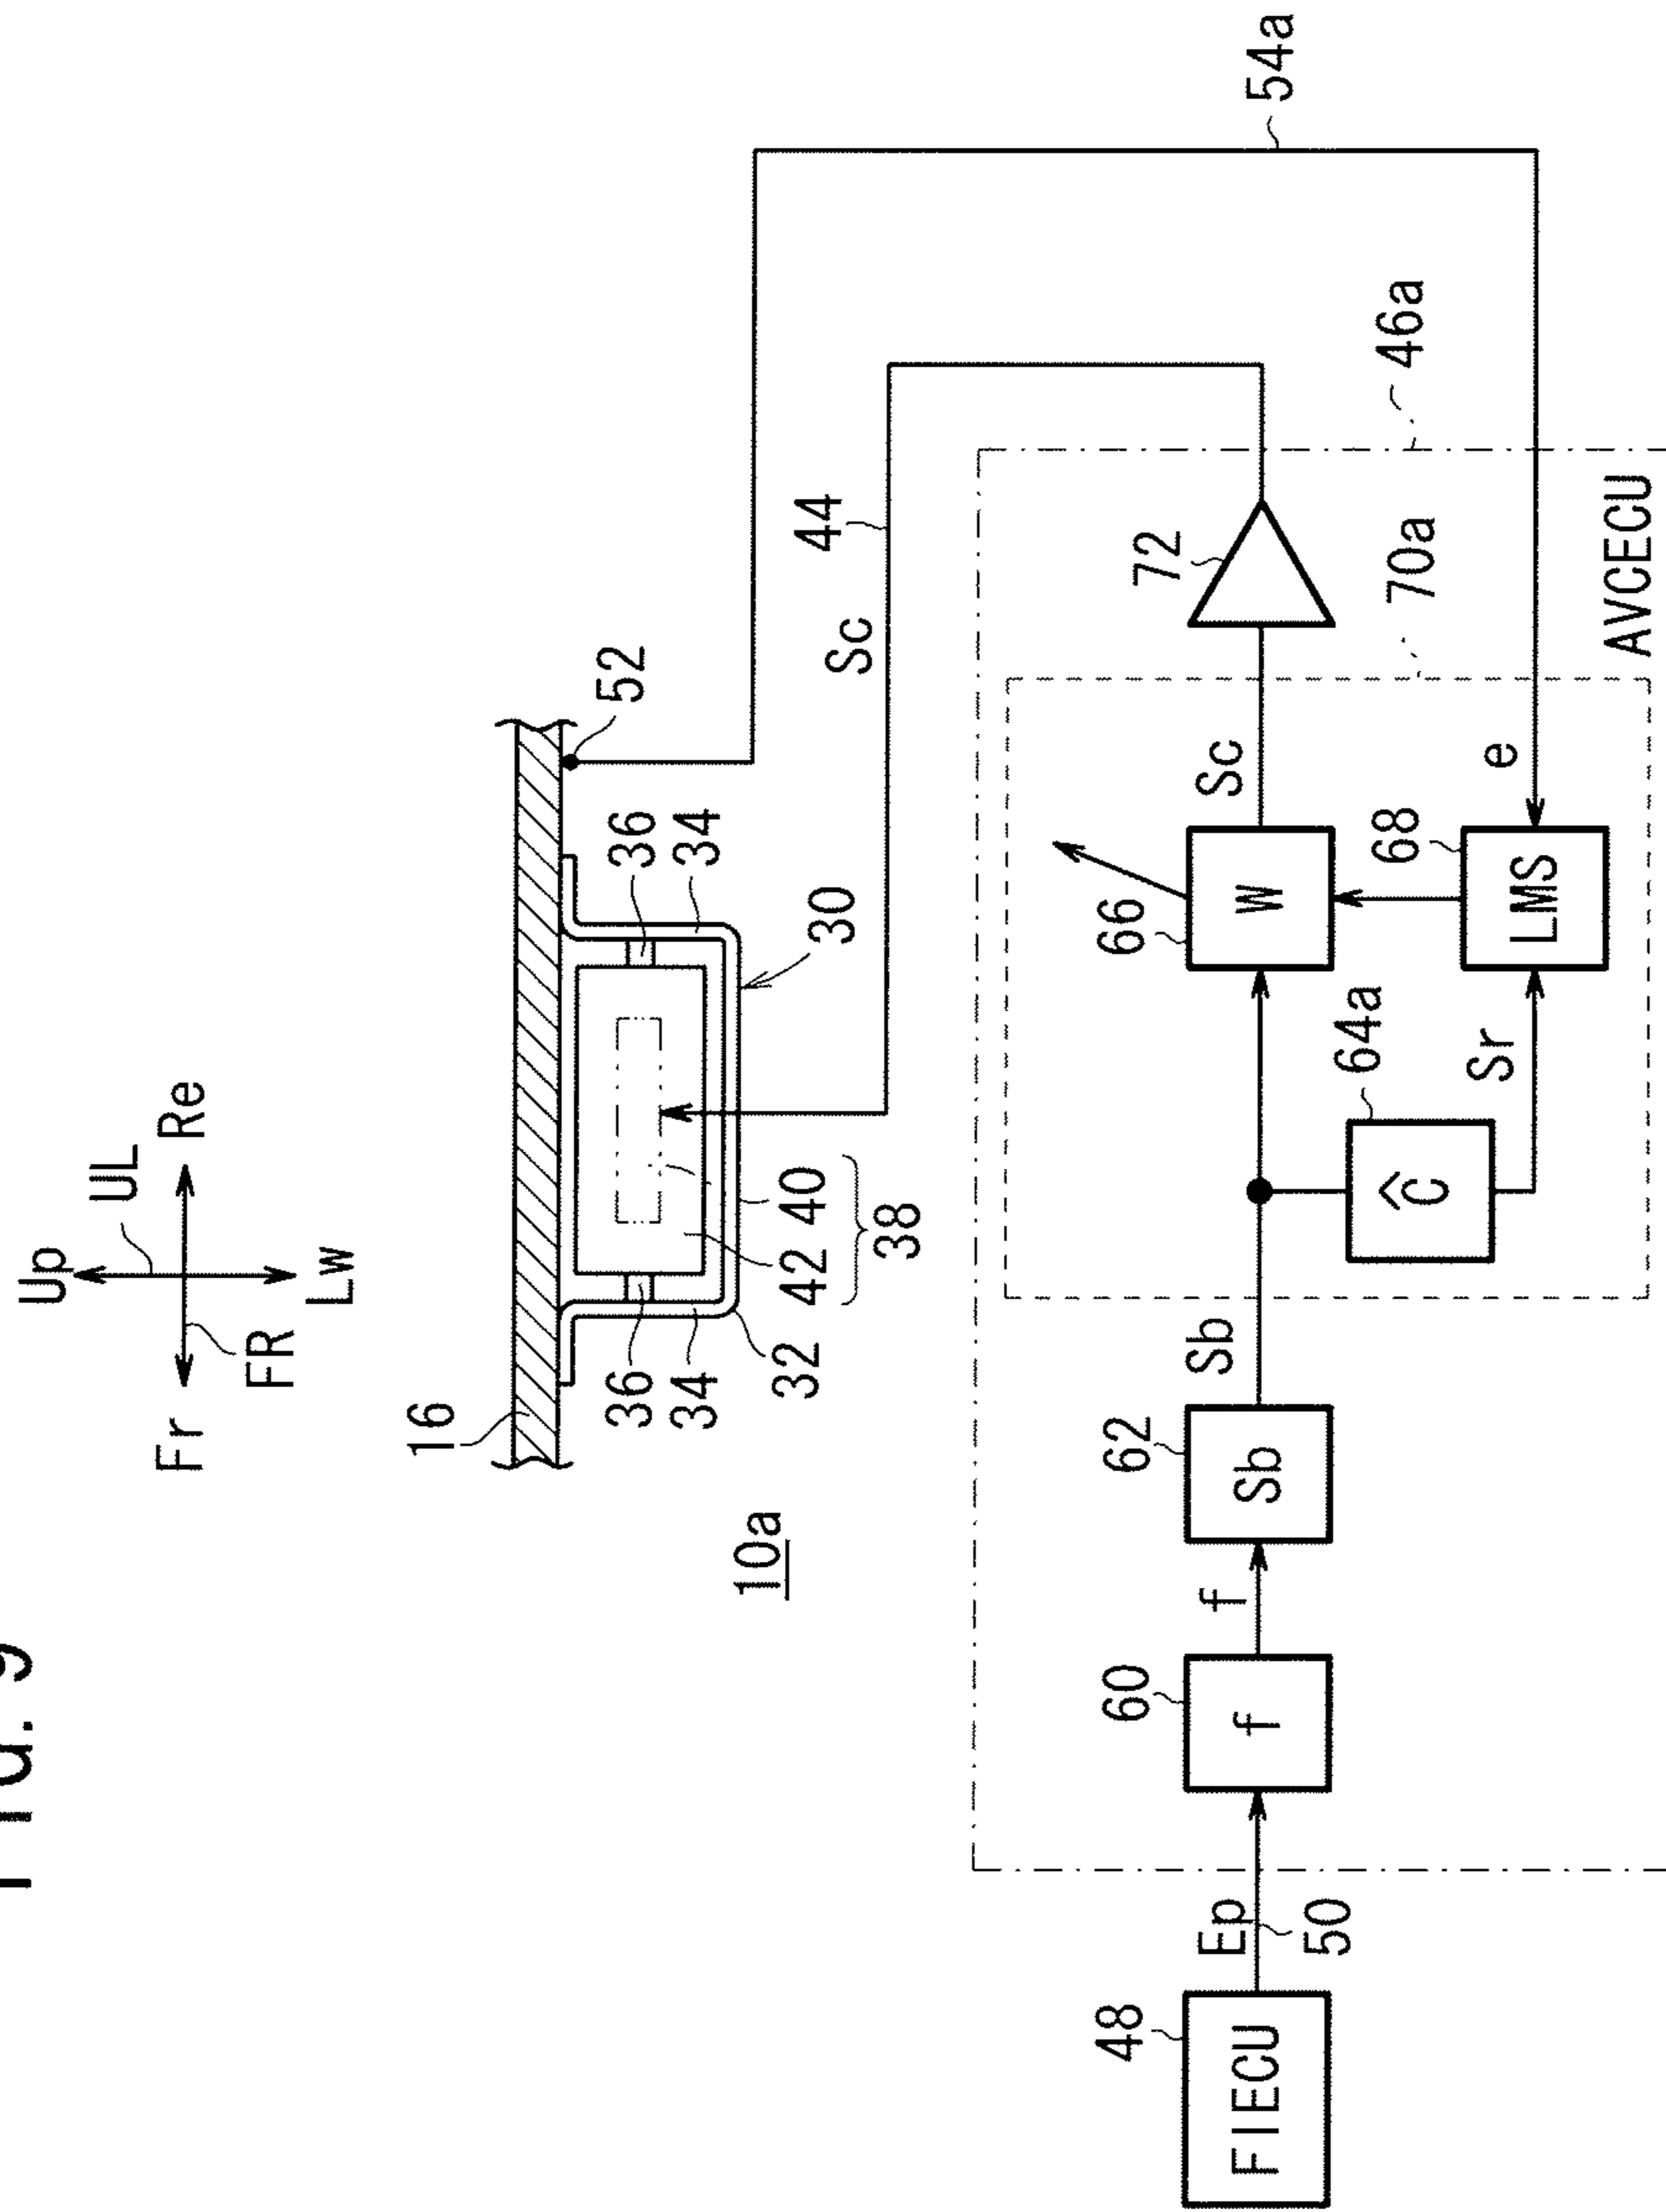 FIG. 9
Up
UL
Fr
Re
FR
Lw
16
52
10a
36
34
32
42
40
38
36
34
30
Sc
44
54a
46a
48
FIECU
Ep
50
60
f
f
62
Sb
Sb
64a
Ĉ
Sr
66
W
68
LMS
e
Sc
72
70a
AVCECU